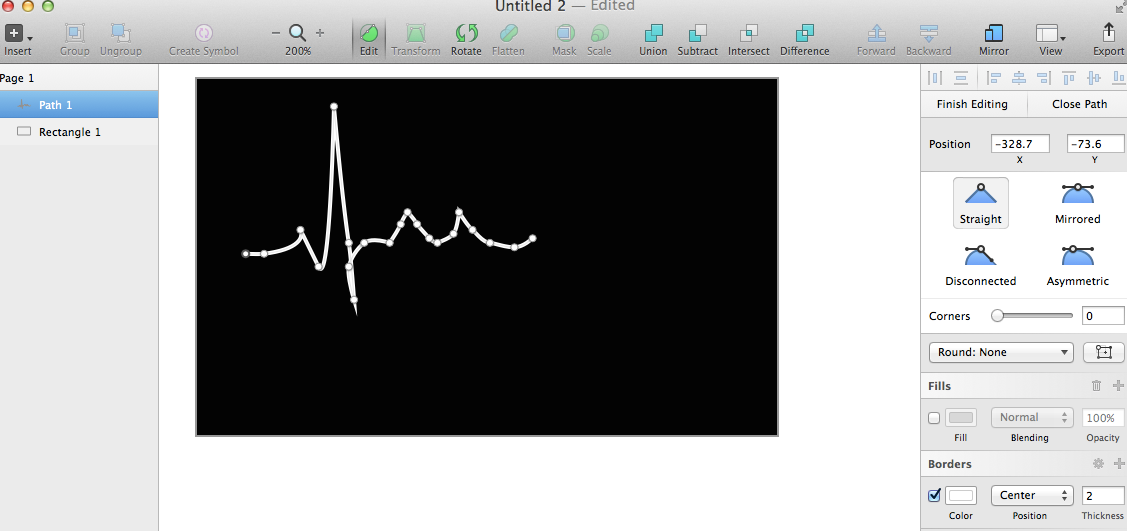 Untitled 2 — Edited
Insert Group Ungroup Create Symbol 200% Edit Transform Rotate Flatten Mask Scale Union Subtract Intersect Difference Forward Backward Mirror View Export
Page 1
Path 1
Rectangle 1
Finish Editing Close Path
Position -328.7 -73.6
X Y
Straight Mirrored
Disconnected Asymmetric
Corners 0
Round: None
Fills
Normal 100%
Fill Blending Opacity
Borders
Center 2
Color Position Thickness